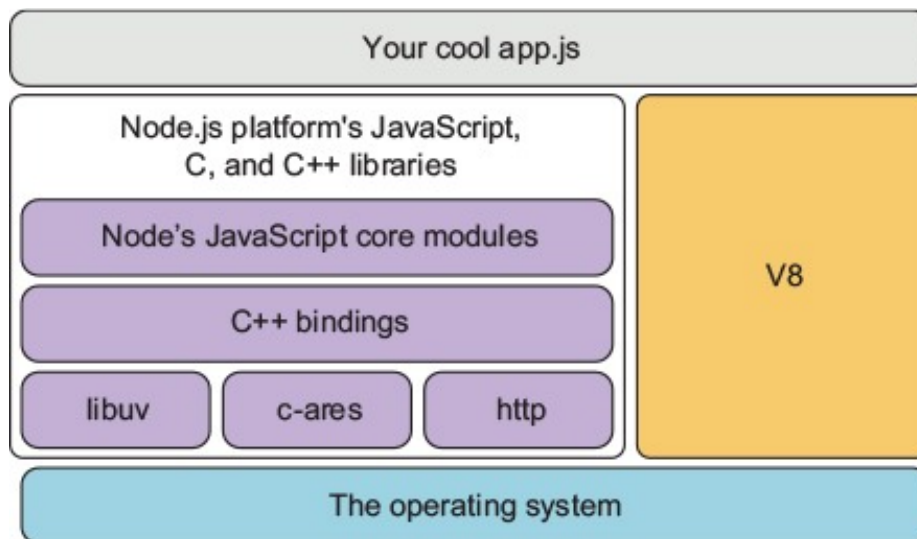 Your cool app.js
Node.js platform's JavaScript,
C, and C++ libraries
Node’s JavaScript core modules
C++ bindings
libuv
c-ares
http
V8
The operating system